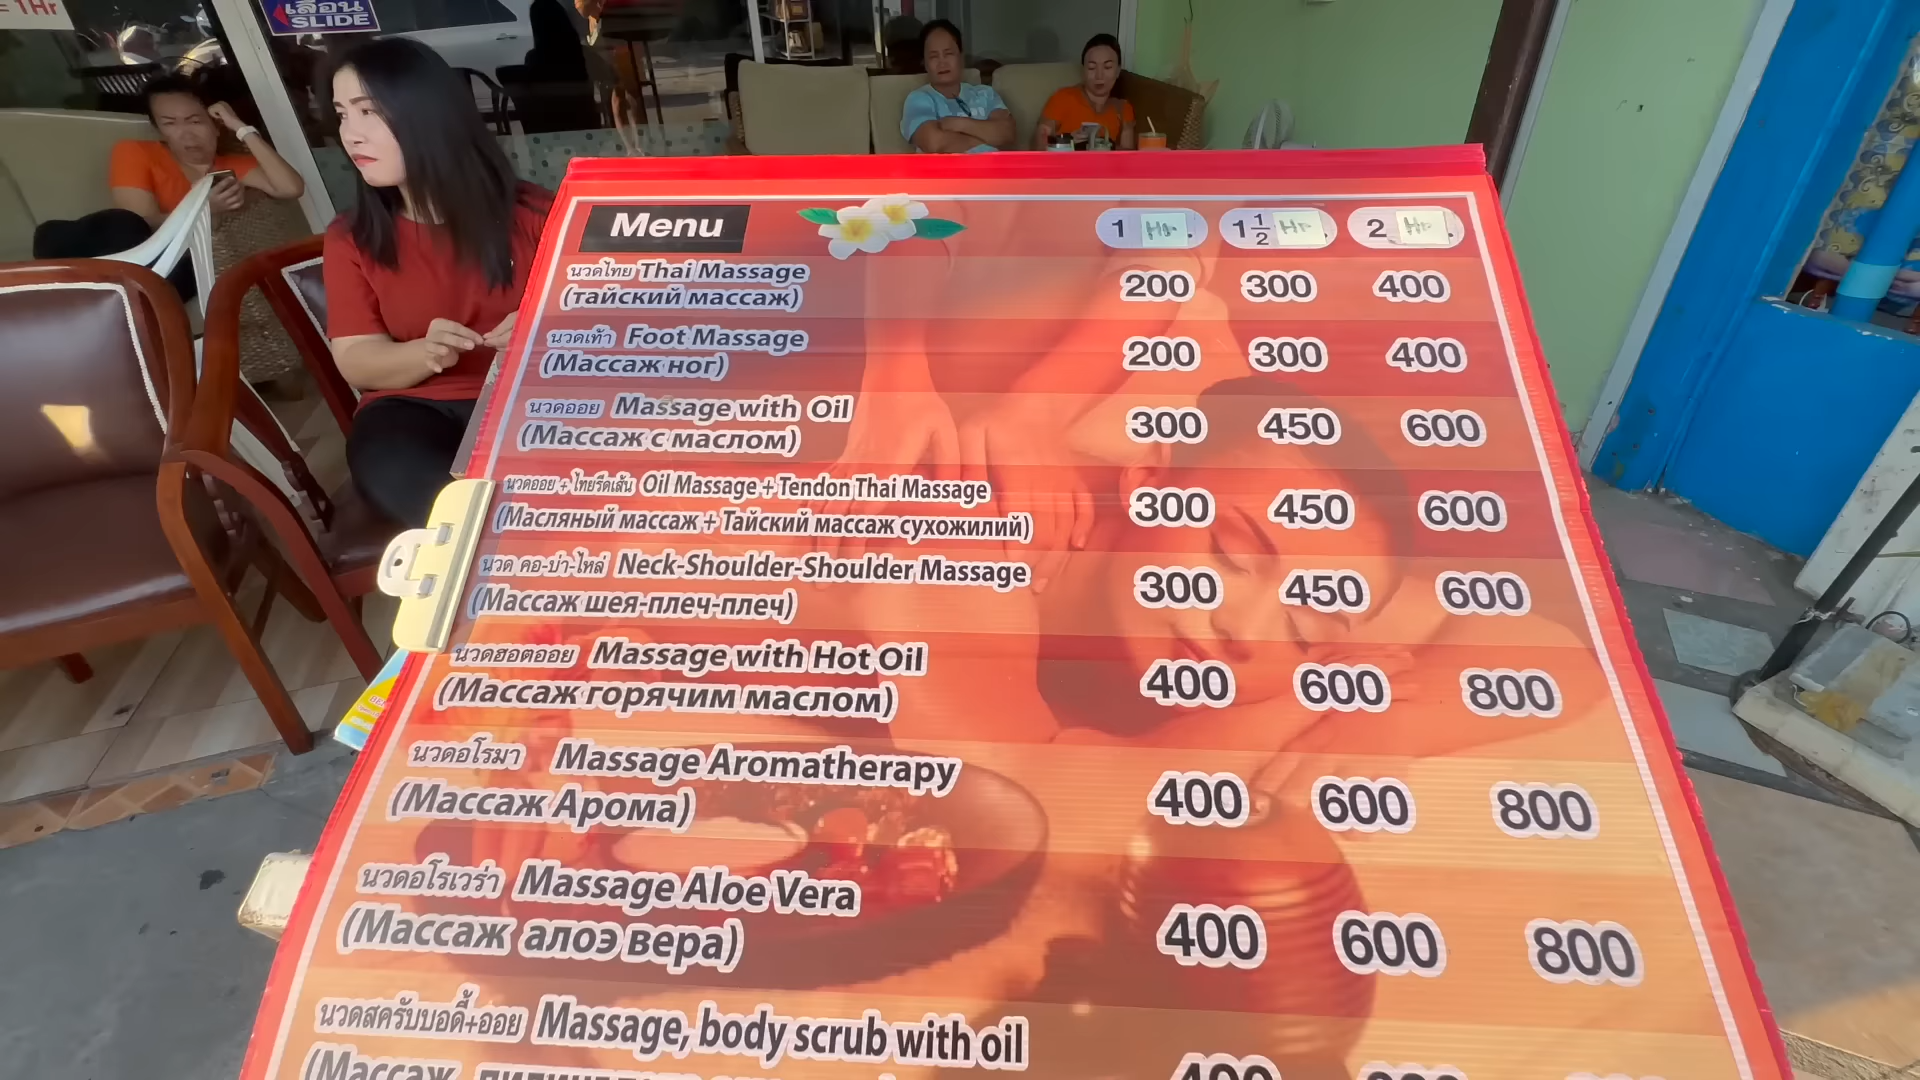 = 1Hr
เลื่อน
SLIDE
Menu
1 Hr. 1 1/2 Hr. 2 Hr.
นวดไทย Thai Massage 200 300 400
(тайский массаж)
นวดเท้า Foot Massage 200 300 400
(Массаж ног)
นวดออย Massage with Oil 300 450 600
(Массаж с маслом)
นวดออย + ไทยรีดเส้น Oil Massage + Tendon Thai Massage 300 450 600
(Масляный массаж + Тайский массаж сухожилий)
นวด คอ-บ่า-ไหล่ Neck-Shoulder-Shoulder Massage 300 450 600
(Массаж шея-плеч-плеч)
นวดฮอตออย Massage with Hot Oil 400 600 800
(Массаж горячим маслом)
นวดอโรมา Massage Aromatherapy 400 600 800
(Массаж Арома)
นวดอโรเวร่า Massage Aloe Vera 400 600 800
(Массаж алоэ вера)
นวดสครับบอดี้+ออย Massage, body scrub with oil 400
(Массаж